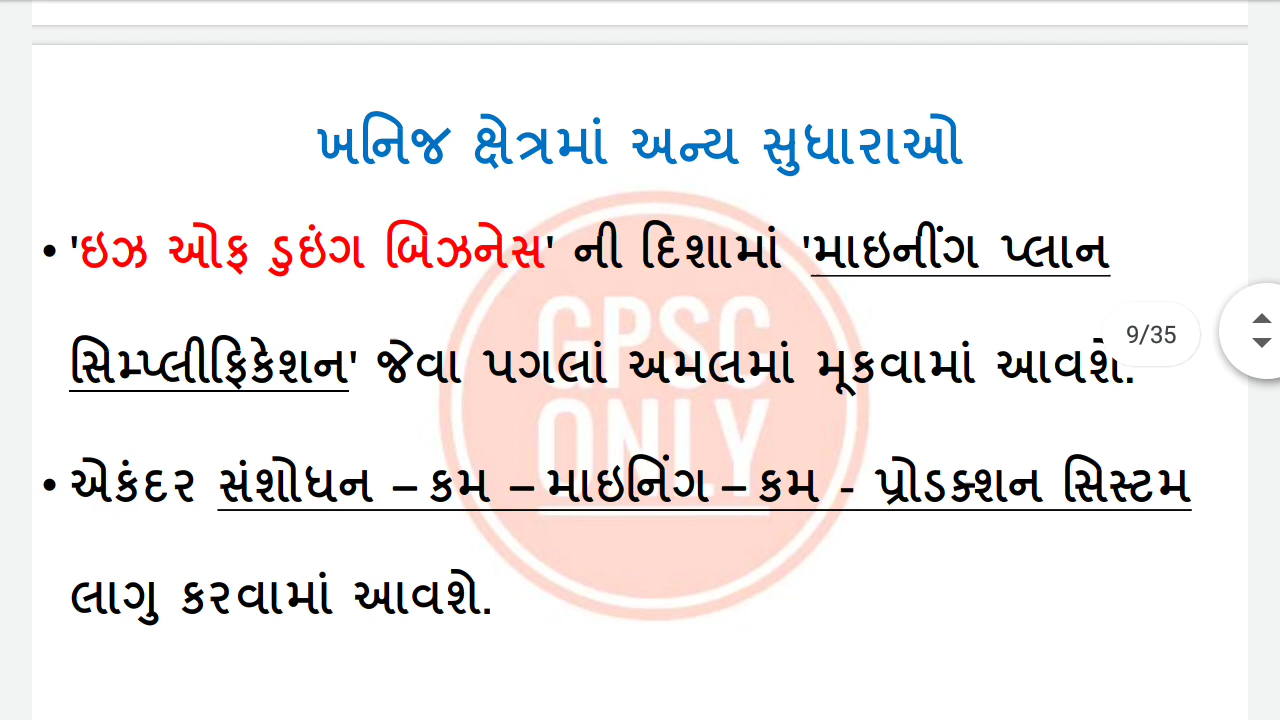 ખનિજ ક્ષેત્રમાં અન્ય સુધારાઓ
• 'ઇઝ ઓફ ડુઇંગ બિઝનેસ' ની દિશામાં 'માઇનીંગ પ્લાન
સિમ્પ્લીફિકેશન' જેવા પગલાં અમલમાં મૂકવામાં આવશે.
9/35
• એકંદર સંશોધન – કમ – માઇનિંગ – કમ - પ્રોડક્શન સિસ્ટમ
લાગુ કરવામાં આવશે.
GPSC
ONLY